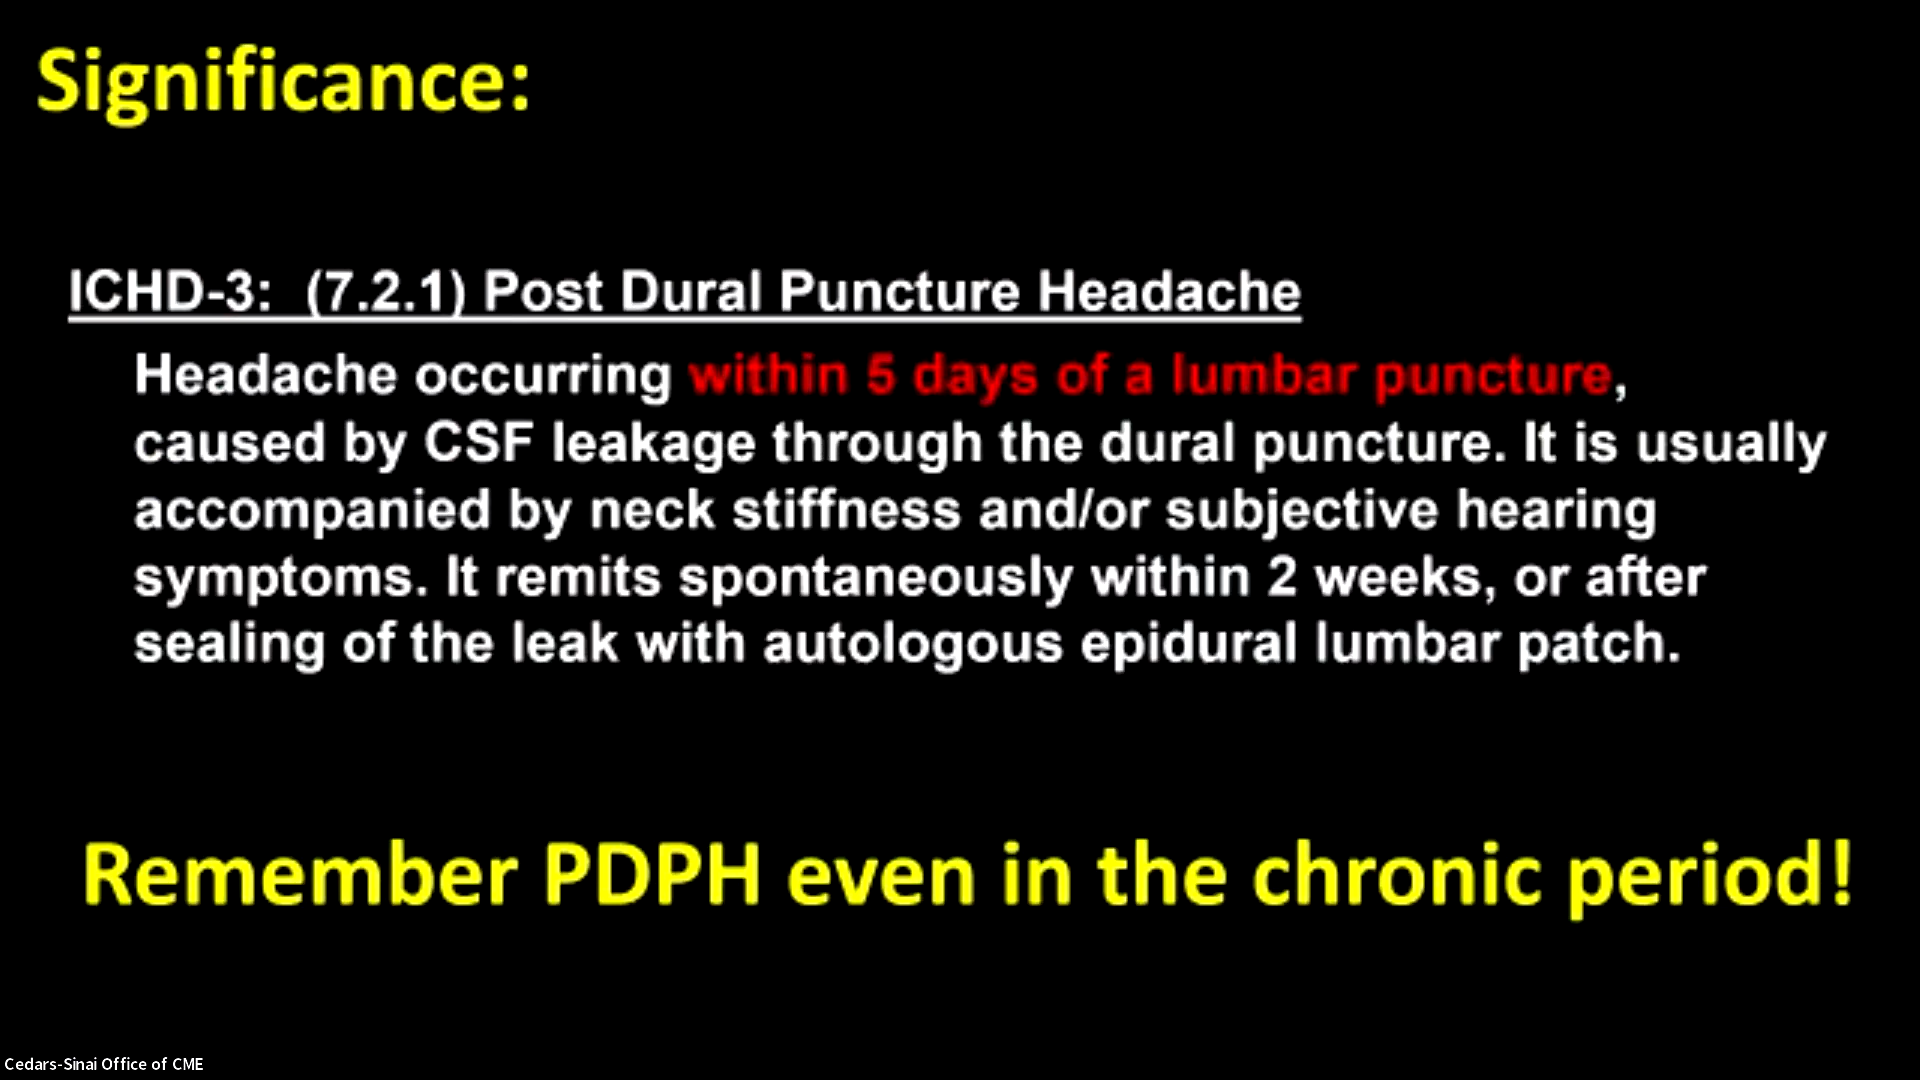 Significance:
ICHD-3:  (7.2.1) Post Dural Puncture Headache
Headache occurring within 5 days of a lumbar puncture,
caused by CSF leakage through the dural puncture. It is usually
accompanied by neck stiffness and/or subjective hearing
symptoms. It remits spontaneously within 2 weeks, or after
sealing of the leak with autologous epidural lumbar patch.
Remember PDPH even in the chronic period!
Cedars-Sinai Office of CME